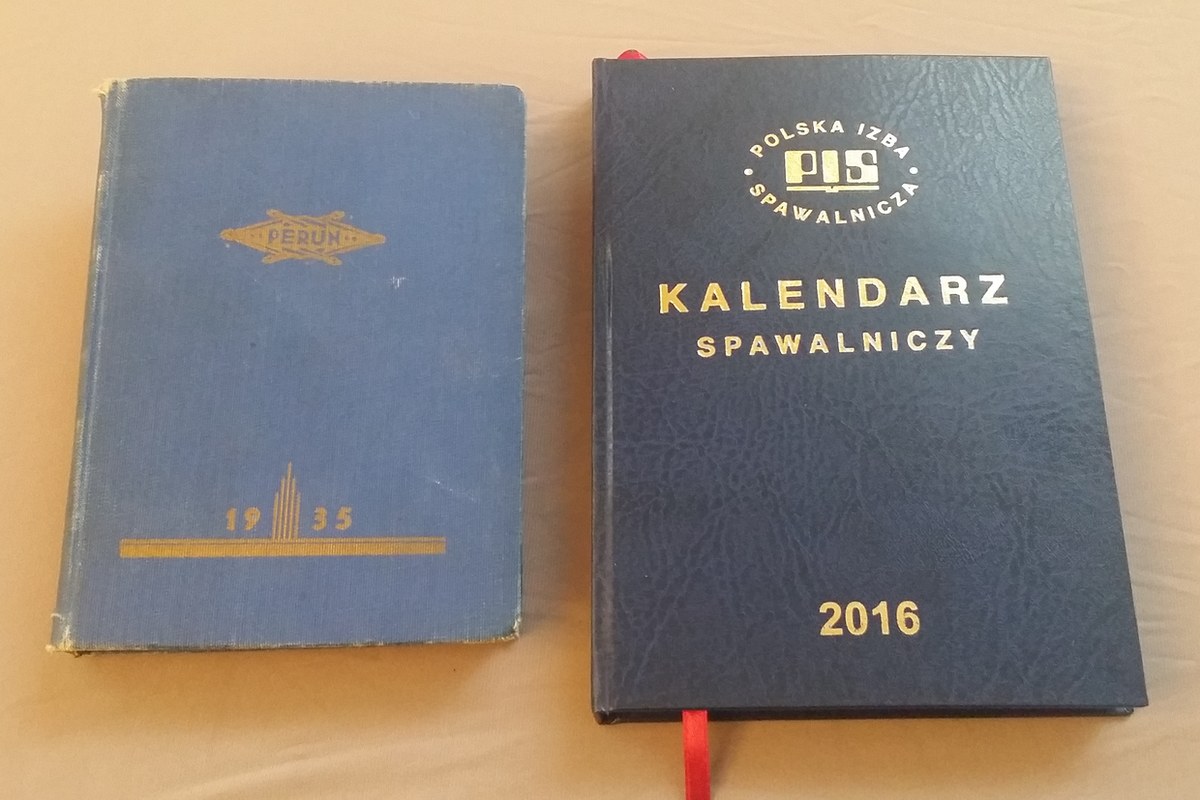 PERUN
19 35
POLSKA IZBA
PIS
SPAWALNICZA
KALENDARZ
SPAWALNICZY
2016